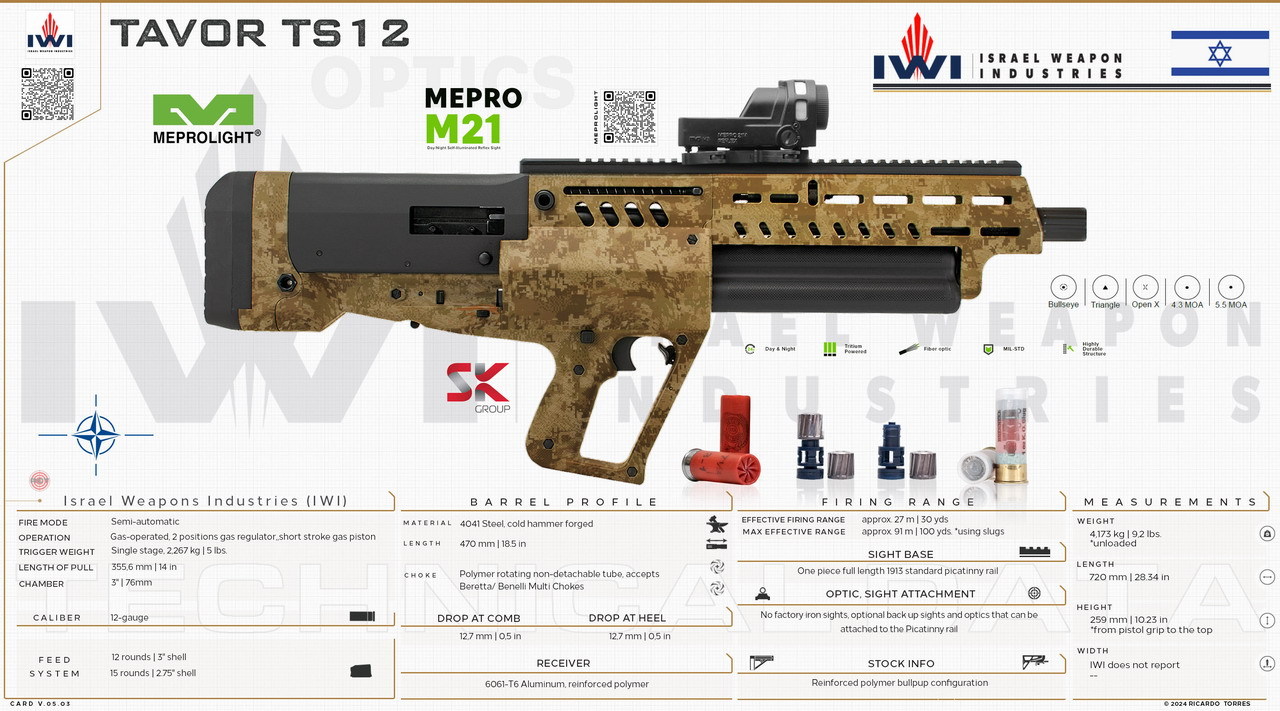 IWI
ISRAEL WEAPON INDUSTRIES
TAVOR TS12
OPTICS
IWI
ISRAEL WEAPON
INDUSTRIES
MEPROLIGHT®
MEPRO
M21
Day/Night Self-Illuminated Reflex Sight
MEPROLIGHT
Bullseye
Triangle
Open X
4.3 MOA
5.5 MOA
IWI
ISRAEL WEAPON
INDUSTRIES
Day & Night
Tritium
Powered
Fiber optic
MIL-STD
Highly
Durable
Structure
SK
GROUP
Israel Weapons Industries (IWI)
FIRE MODE Semi-automatic
OPERATION Gas-operated, 2 positions gas regulator,,short stroke gas piston
TRIGGER WEIGHT Single stage, 2,267 kg | 5 lbs.
LENGTH OF PULL 355,6 mm | 14 in
CHAMBER 3" | 76mm
CALIBER 12-gauge
FEED
SYSTEM
12 rounds | 3" shell
15 rounds | 2.75" shell
BARREL PROFILE
MATERIAL 4041 Steel, cold hammer forged
LENGTH 470 mm | 18.5 in
CHOKE Polymer rotating non-detachable tube, accepts
Beretta/ Benelli Multi Chokes
DROP AT COMB DROP AT HEEL
12,7 mm | 0,5 in 12.7 mm | 0,5 in
RECEIVER
6061-T6 Aluminum, reinforced polymer
FIRING RANGE
EFFECTIVE FIRING RANGE approx. 27 m | 30 yds
MAX EFFECTIVE RANGE approx. 91 m | 100 yds. *using slugs
SIGHT BASE
One piece full length 1913 standard picatinny rail
OPTIC, SIGHT ATTACHMENT
No factory iron sights, optional back up sights and optics that can be
attached to the Picatinny rail
STOCK INFO
Reinforced polymer bullpup configuration
MEASUREMENTS
WEIGHT
4,173 kg | 9,2 lbs.
*unloaded
LENGTH
720 mm | 28.34 in
HEIGHT
259 mm | 10.23 in
*from pistol grip to the top
WIDTH
IWI does not report
--
TECHNICAL DATA
CARD V.05.03
© 2024 RICARDO TORRES